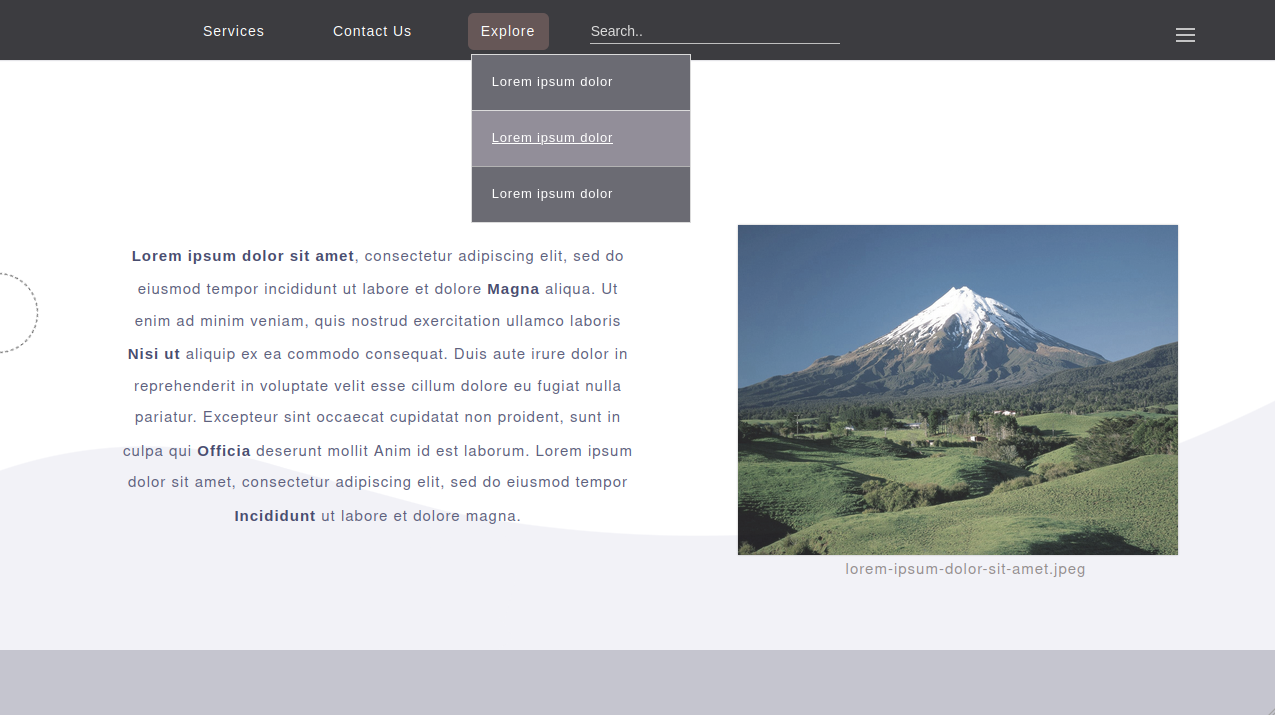 Services Contact Us Explore Search..
Lorem ipsum dolor
Lorem ipsum dolor
Lorem ipsum dolor
Lorem ipsum dolor sit amet, consectetur adipiscing elit, sed do
eiusmod tempor incididunt ut labore et dolore Magna aliqua. Ut
enim ad minim veniam, quis nostrud exercitation ullamco laboris
Nisi ut aliquip ex ea commodo consequat. Duis aute irure dolor in
reprehenderit in voluptate velit esse cillum dolore eu fugiat nulla
pariatur. Excepteur sint occaecat cupidatat non proident, sunt in
culpa qui Officia deserunt mollit Anim id est laborum. Lorem ipsum
dolor sit amet, consectetur adipiscing elit, sed do eiusmod tempor
Incididunt ut labore et dolore magna.
lorem-ipsum-dolor-sit-amet.jpeg